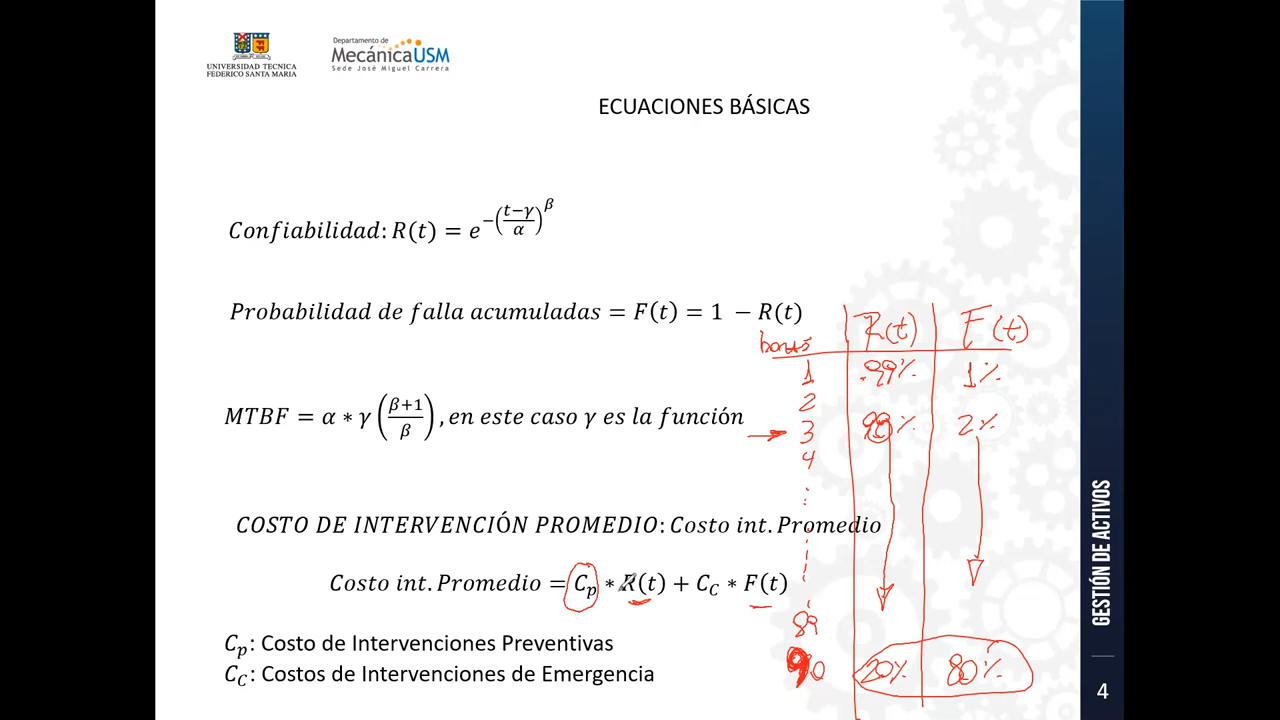 UNIVERSIDAD TECNICA
FEDERICO SANTA MARIA
Departamento de
MecánicaUSM
Sede José Miguel Carrera
ECUACIONES BÁSICAS
Confiabilidad: R(t) = e^−((t−γ)/α)^β
Probabilidad de falla acumuladas = F(t) = 1 − R(t)
MTBF = α ∗ γ ((β+1)/β), en este caso γ es la función
COSTO DE INTERVENCIÓN PROMEDIO: Costo int. Promedio
Costo int. Promedio = C_p ∗ R(t) + C_C ∗ F(t)
C_p: Costo de Intervenciones Preventivas
C_C: Costos de Intervenciones de Emergencia
R(t) F(t)
1 .99% 1%
2
3 98% 2%
4
89
90 20% 80%
GESTIÓN DE ACTIVOS
4